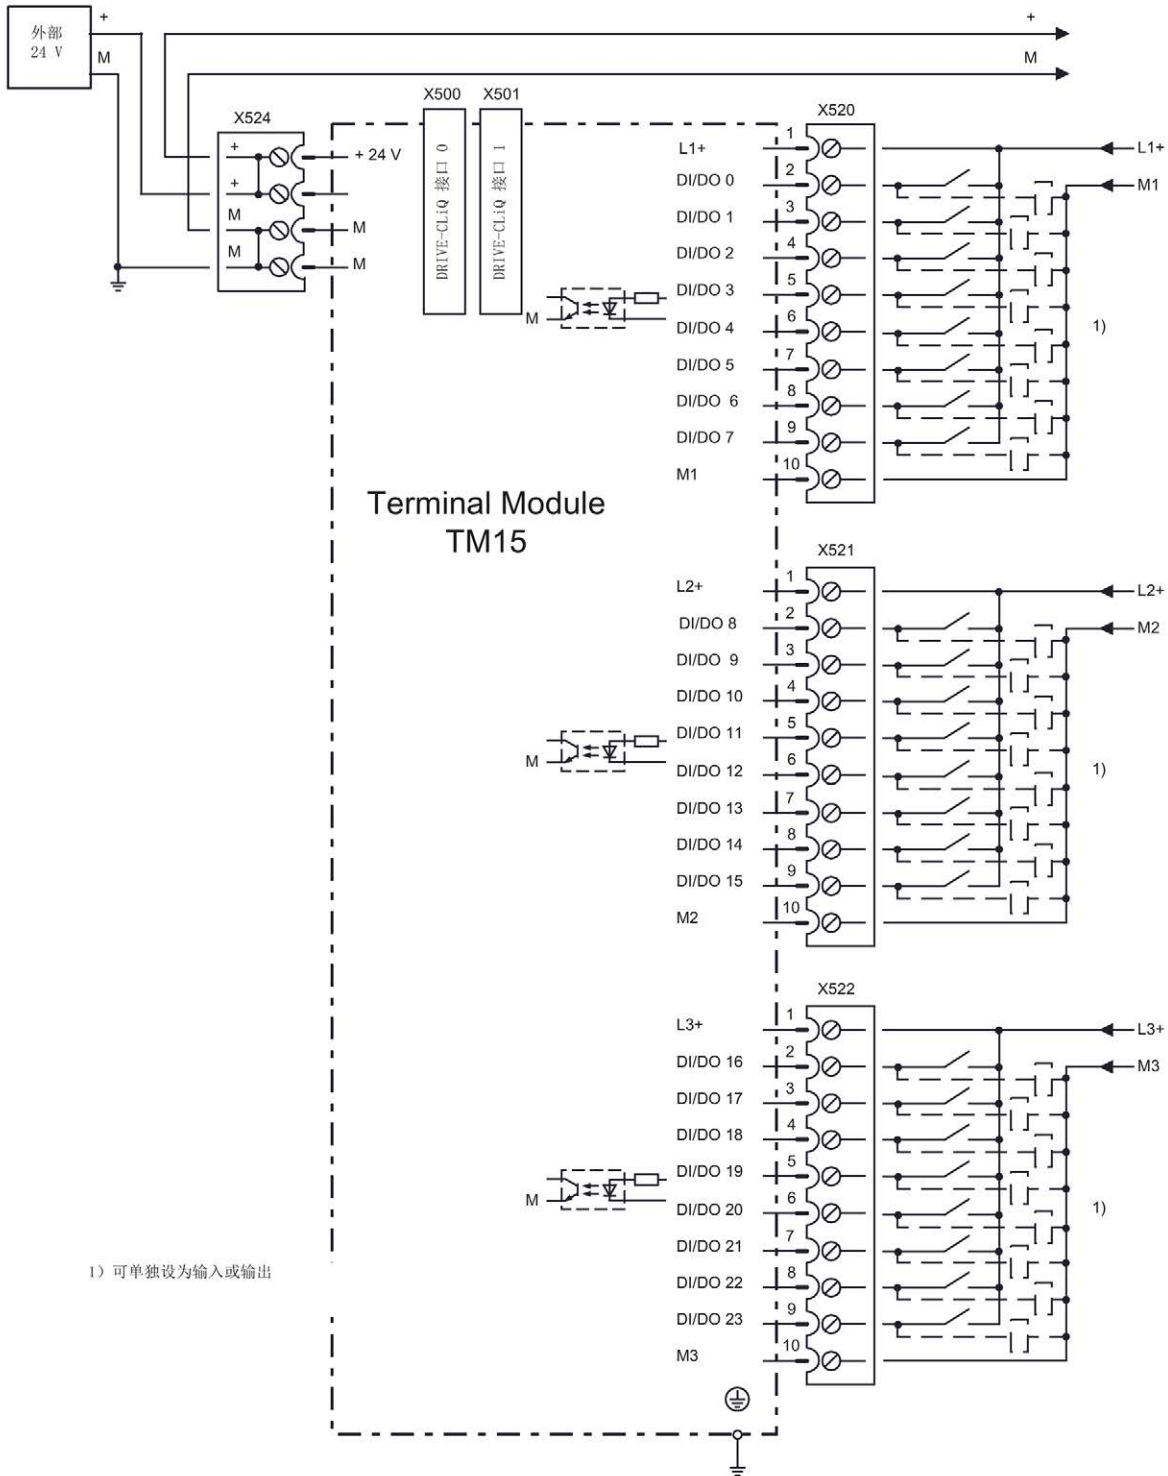 外部
24 V
+
M
+
M
X524
+
+
M
M
+ 24 V
M
M
X500
X501
DRIVE-CLiQ 接口 0
DRIVE-CLiQ 接口 1
X520
L1+
1
L1+
DI/DO 0
2
M1
DI/DO 1
3
DI/DO 2
4
DI/DO 3
5
M
DI/DO 4
6
1)
DI/DO 5
7
DI/DO 6
8
DI/DO 7
9
M1
10
Terminal Module
TM15
X521
L2+
1
L2+
DI/DO 8
2
M2
DI/DO 9
3
DI/DO 10
4
DI/DO 11
5
M
DI/DO 12
6
1)
DI/DO 13
7
DI/DO 14
8
DI/DO 15
9
M2
10
X522
L3+
1
L3+
DI/DO 16
2
M3
DI/DO 17
3
DI/DO 18
4
DI/DO 19
5
M
DI/DO 20
6
1)
DI/DO 21
7
DI/DO 22
8
DI/DO 23
9
M3
10
1）可单独设为输入或输出